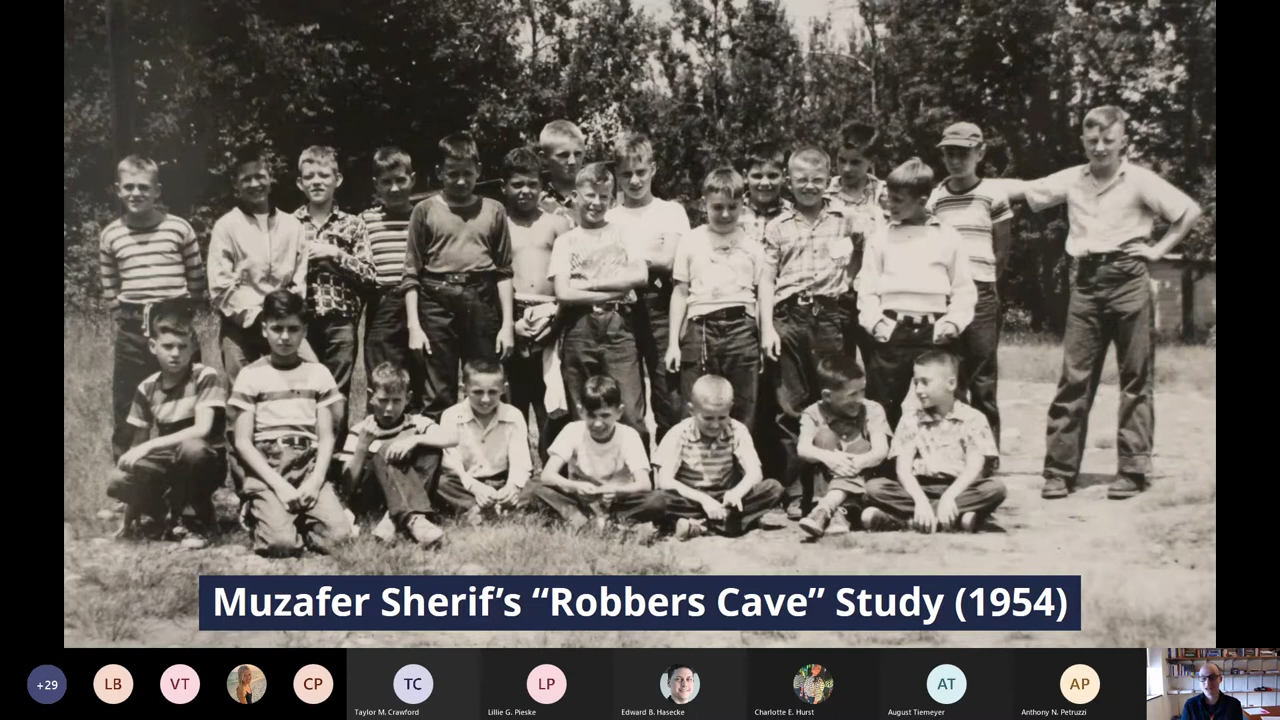 Muzafer Sherif’s “Robbers Cave” Study (1954)
+29
LB
VT
CP
TC
LP
AT
AP
Taylor M. Crawford
Lillie G. Pieske
Edward B. Hasecke
Charlotte E. Hurst
August Tiemeyer
Anthony N. Petruzzi